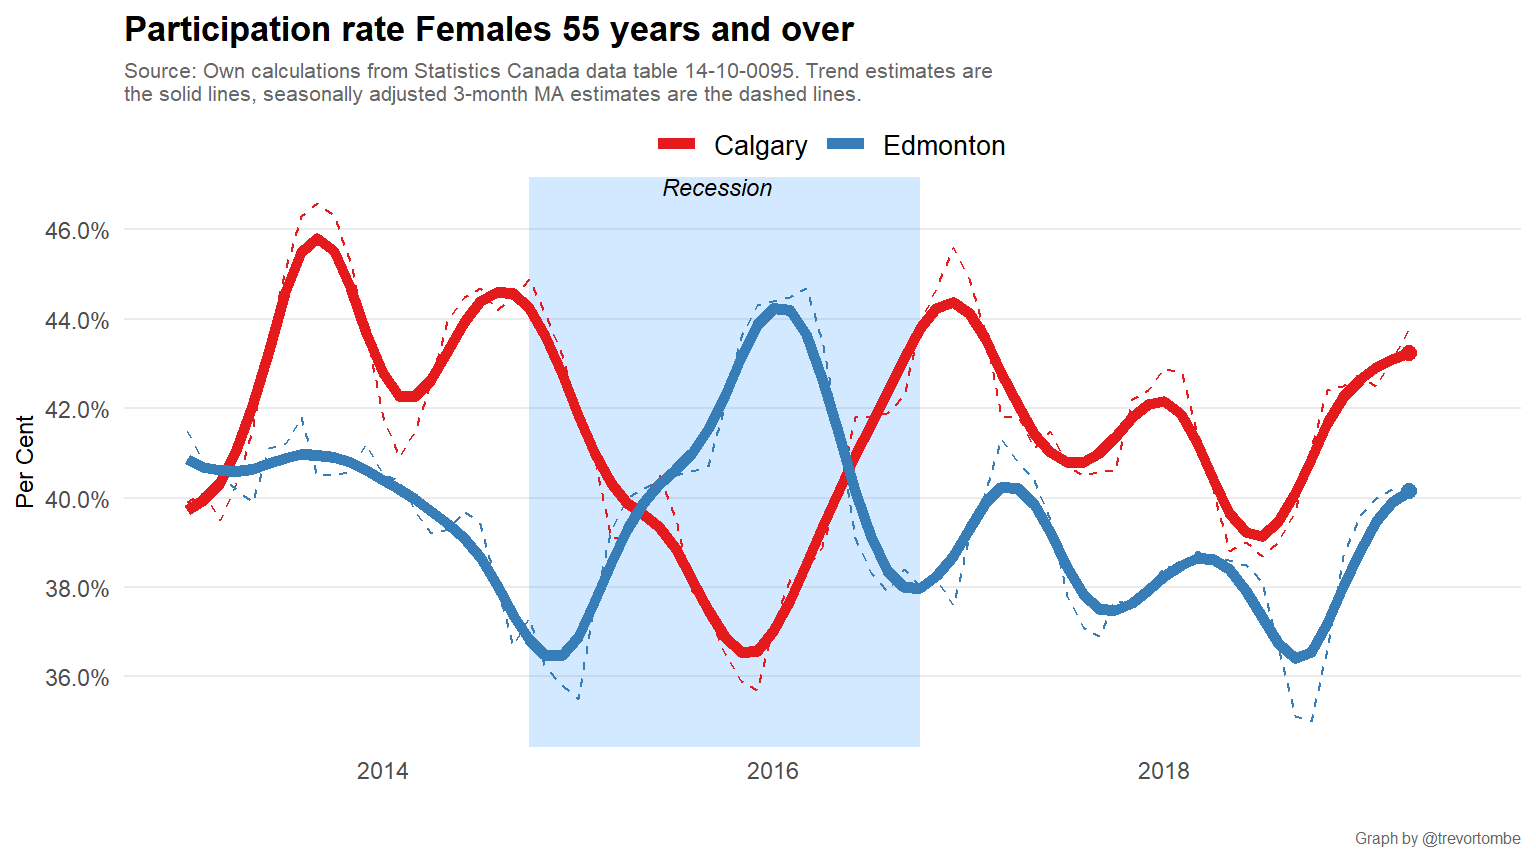 Participation rate Females 55 years and over
Source: Own calculations from Statistics Canada data table 14-10-0095. Trend estimates are
the solid lines, seasonally adjusted 3-month MA estimates are the dashed lines.
Calgary Edmonton
Recession
46.0%
44.0%
42.0%
40.0%
38.0%
36.0%
Per Cent
2014 2016 2018
Graph by @trevortombe